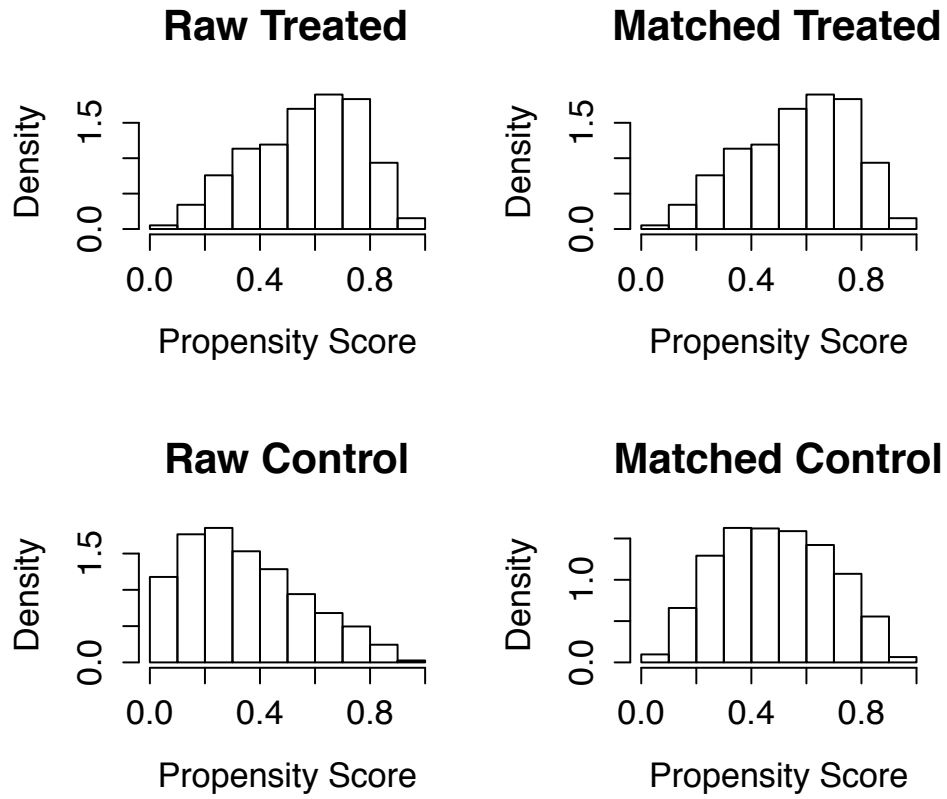 Raw Treated
Density
0.0 1.5
0.0 0.4 0.8
Propensity Score
Matched Treated
Density
0.0 1.5
0.0 0.4 0.8
Propensity Score
Raw Control
Density
0.0 1.5
0.0 0.4 0.8
Propensity Score
Matched Control
Density
0.0 1.0
0.0 0.4 0.8
Propensity Score